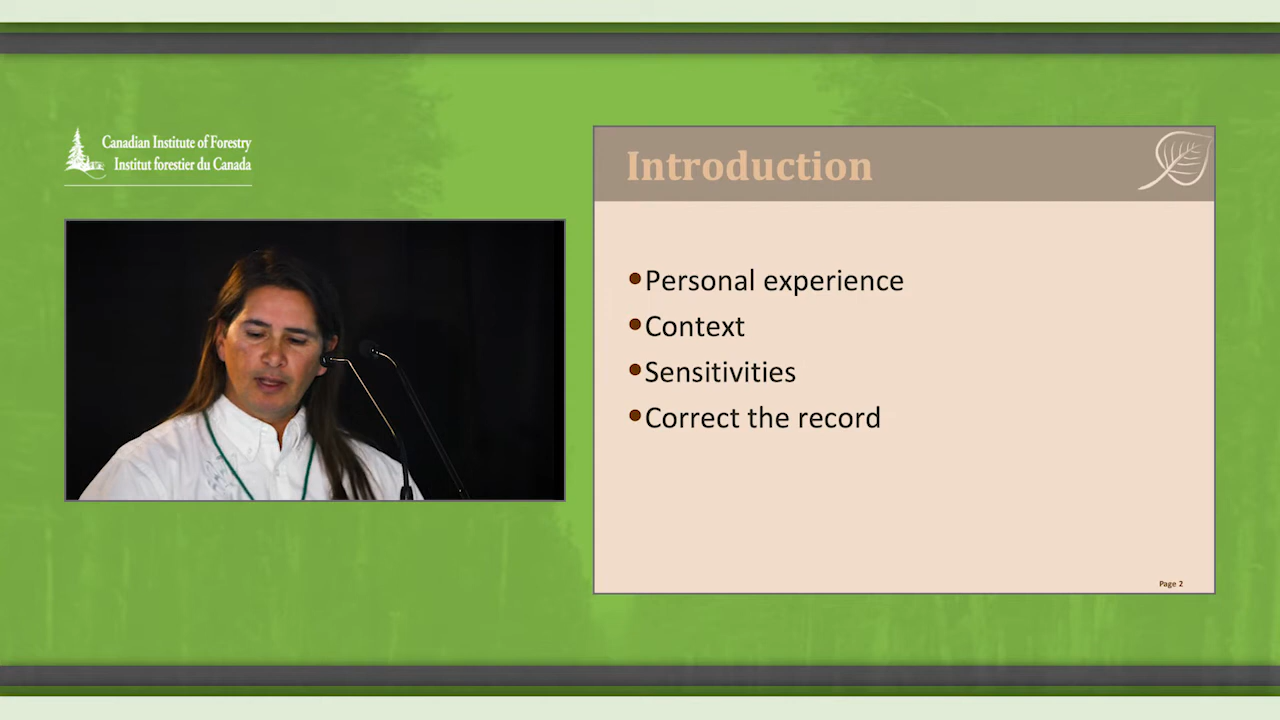 Canadian Institute of Forestry
Institut forestier du Canada
Introduction
•Personal experience
•Context
•Sensitivities
•Correct the record
Page 2